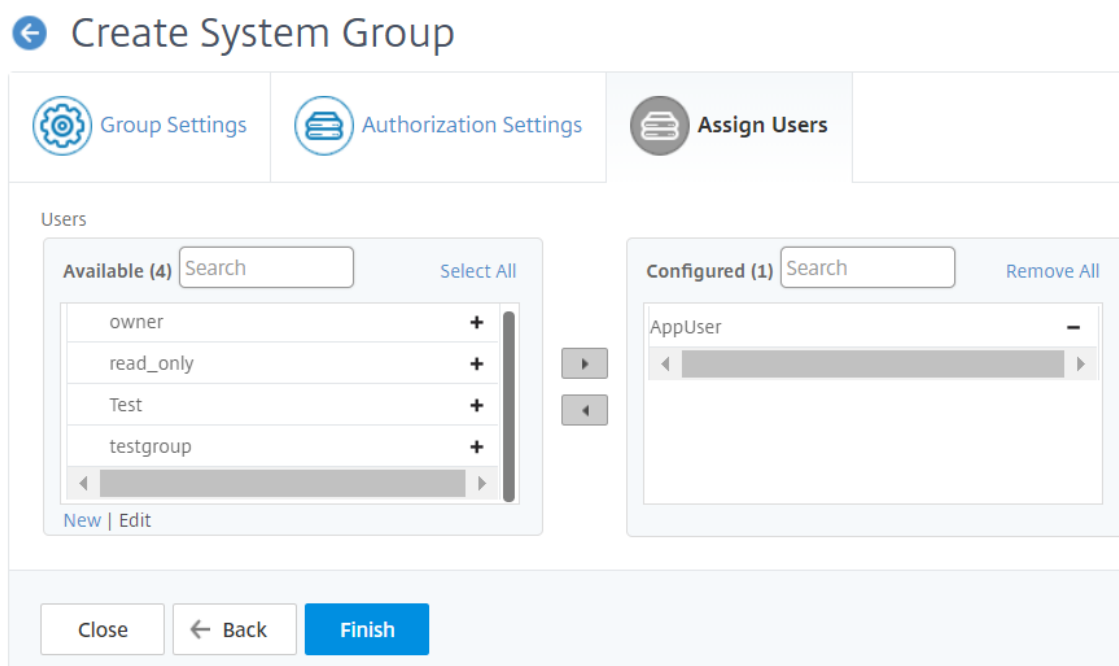 Create System Group
Group Settings
Authorization Settings
Assign Users
Users
Available (4) Search Select All
owner
read_only
Test
testgroup
New | Edit
Configured (1) Search Remove All
AppUser
Close
Back
Finish